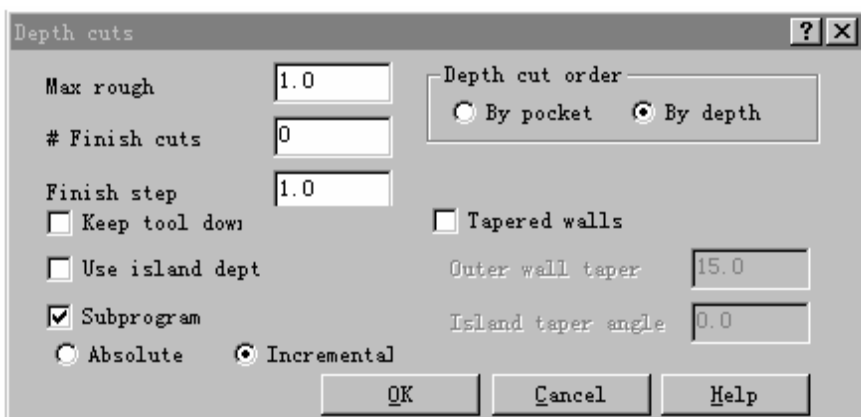 Depth cuts
Max rough 1.0
# Finish cuts 0
Finish step 1.0
Keep tool down
Use island dept
Subprogram
Absolute Incremental
Depth cut order
By pocket By depth
Tapered walls
Outer wall taper 15.0
Island taper angle 0.0
OK Cancel Help